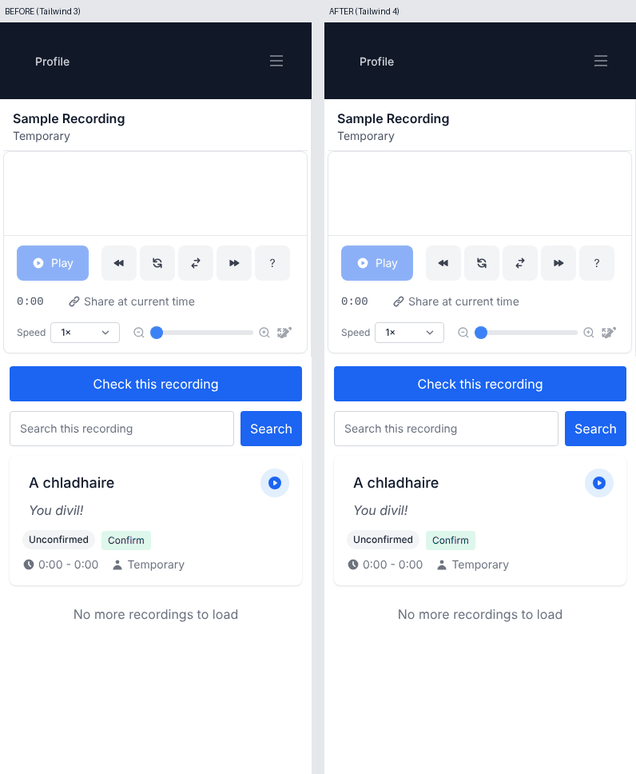 BEFORE (Tailwind 3)
Profile
Sample Recording
Temporary
Play
?
0:00 Share at current time
Speed 1×
Check this recording
Search this recording Search
A chladhaire
You divil!
Unconfirmed Confirm
0:00 - 0:00 Temporary
No more recordings to load
AFTER (Tailwind 4)
Profile
Sample Recording
Temporary
Play
?
0:00 Share at current time
Speed 1×
Check this recording
Search this recording Search
A chladhaire
You divil!
Unconfirmed Confirm
0:00 - 0:00 Temporary
No more recordings to load